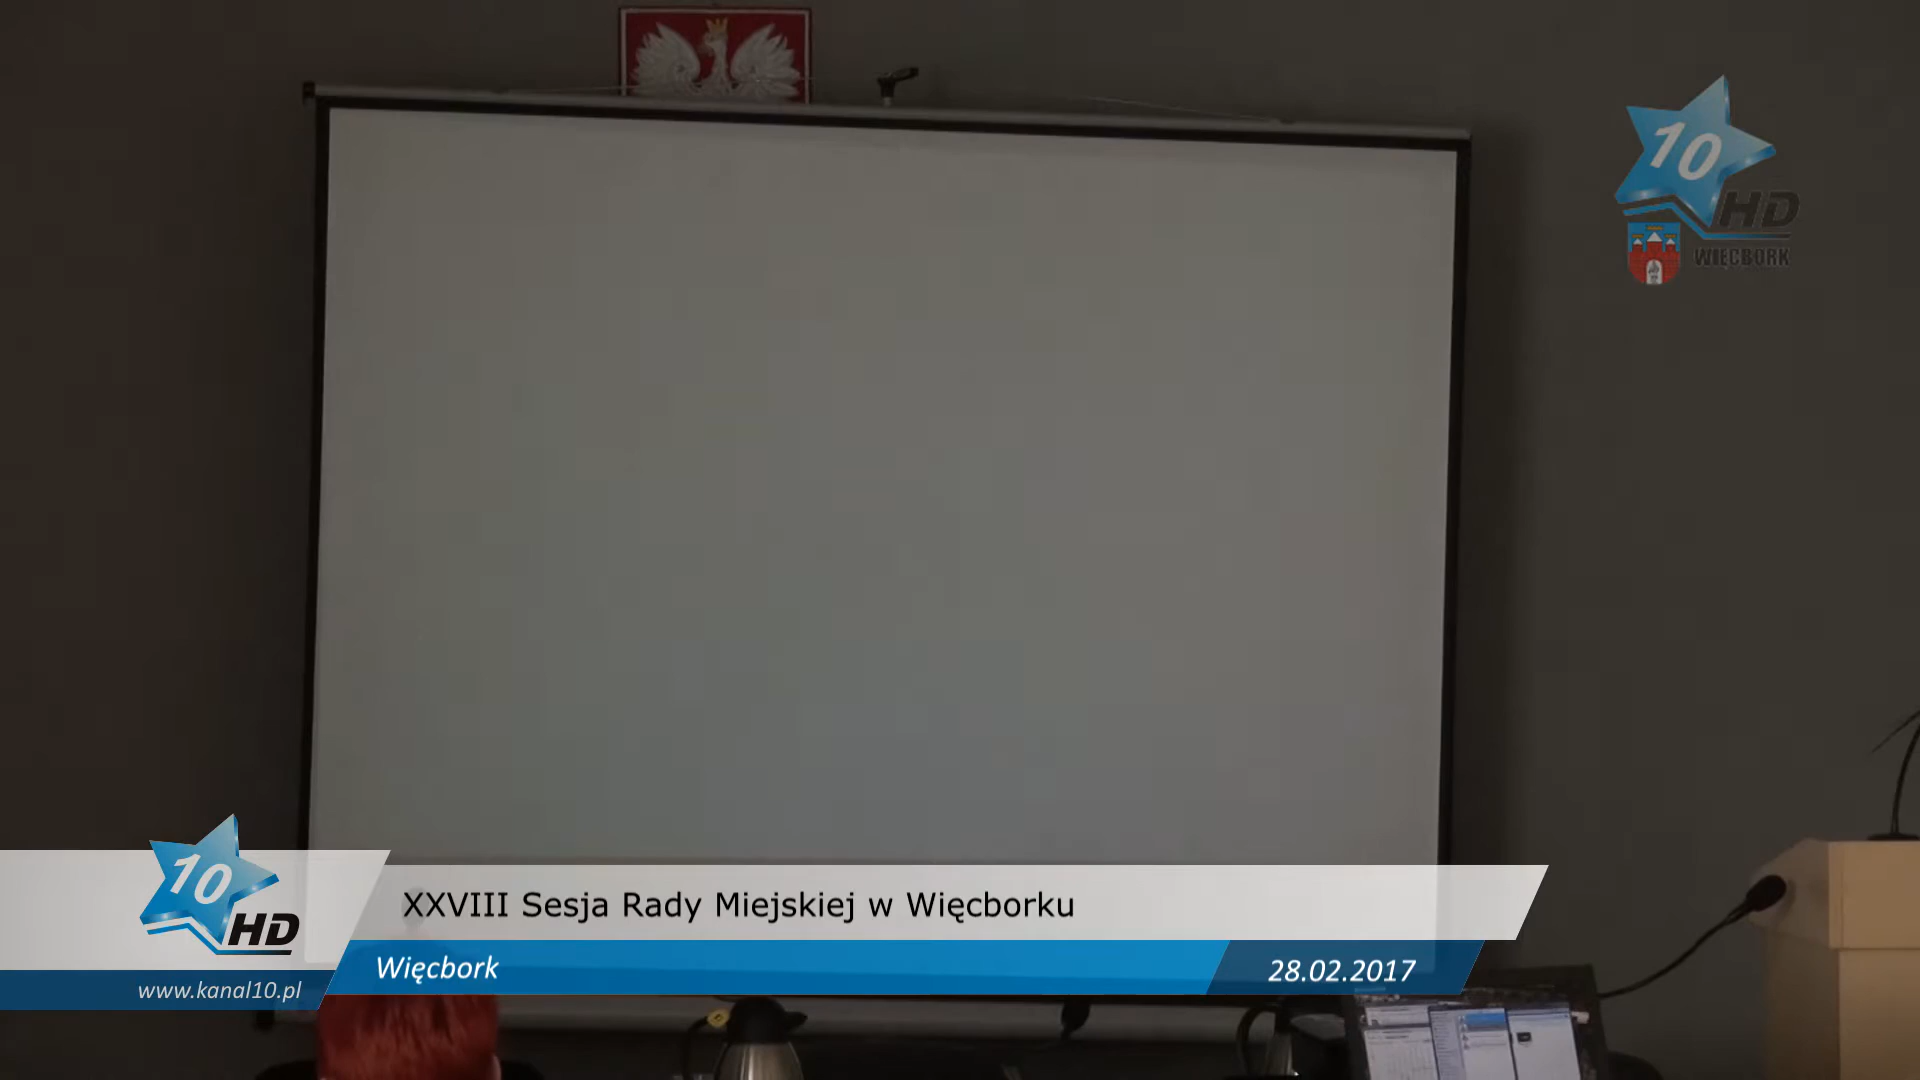 10
HD
WIĘCBORK
10
HD
XXVIII Sesja Rady Miejskiej w Więcborku
Więcbork
28.02.2017
www.kanal10.pl